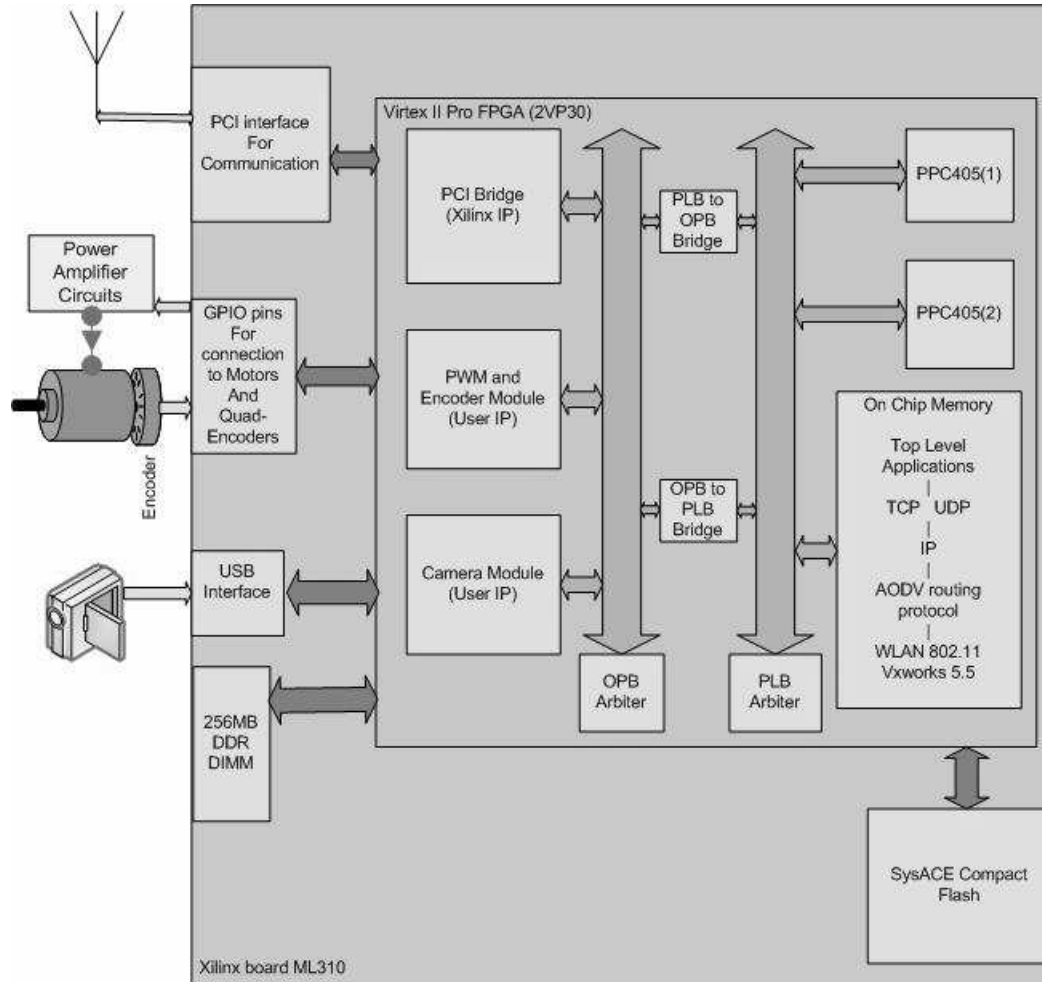 PCI interface
For
Communication
Virtex II Pro FPGA (2VP30)
PCI Bridge
(Xilinx IP)
PLB to
OPB
Bridge
PPC405(1)
Power
Amplifier
Circuits
PPC405(2)
GPIO pins
For
connection
to Motors
And
Quad-
Encoders
PWM and
Encoder Module
(User IP)
On Chip Memory
Top Level
Applications
|
TCP UDP
|
IP
|
AODV routing
protocol
|
WLAN 802.11
Vxworks 5.5
Encoder
OPB to
PLB
Bridge
USB
Interface
Camera Module
(User IP)
OPB
Arbiter
PLB
Arbiter
256MB
DDR
DIMM
SysACE Compact
Flash
Xilinx board ML310